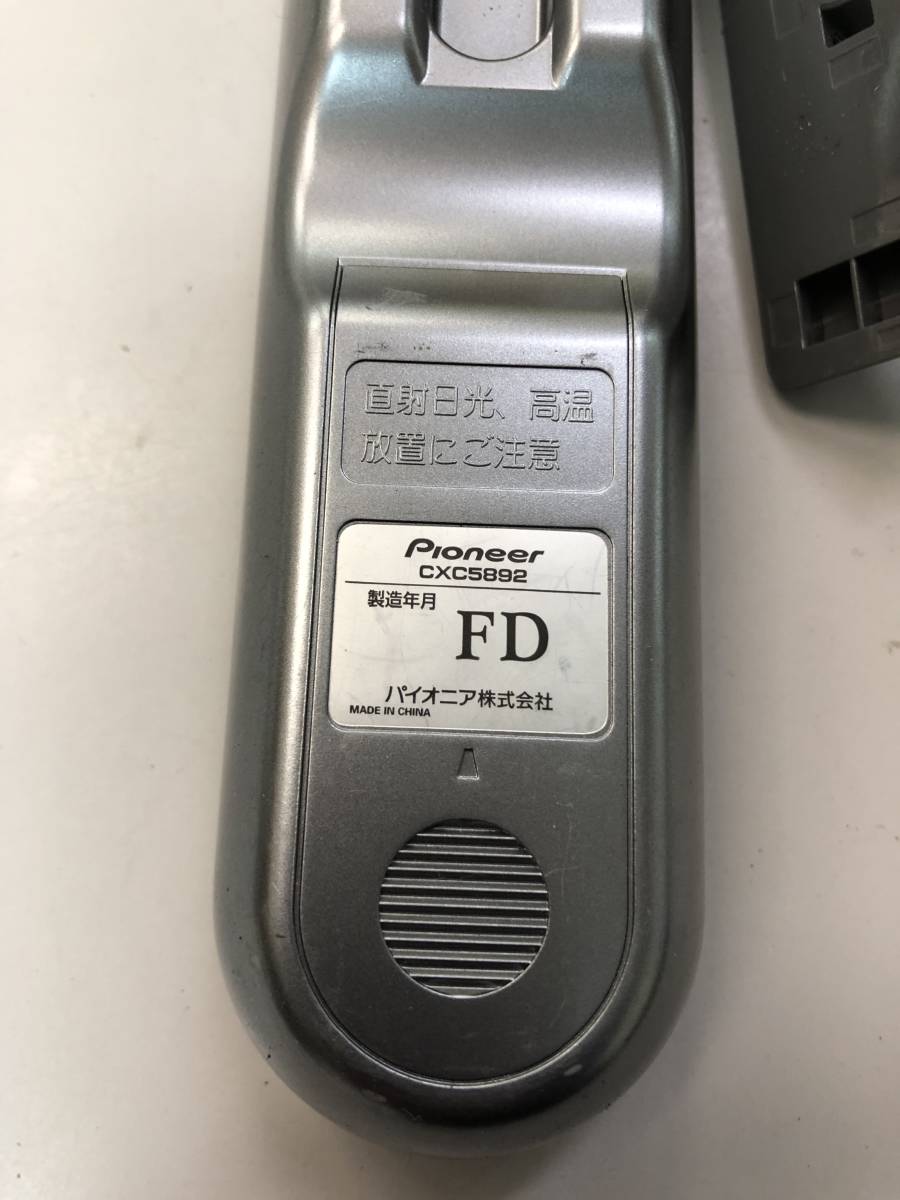 直射日光、高温
放置にご注意
Pioneer
CXC5892
製造年月
FD
パイオニア株式会社
MADE IN CHINA